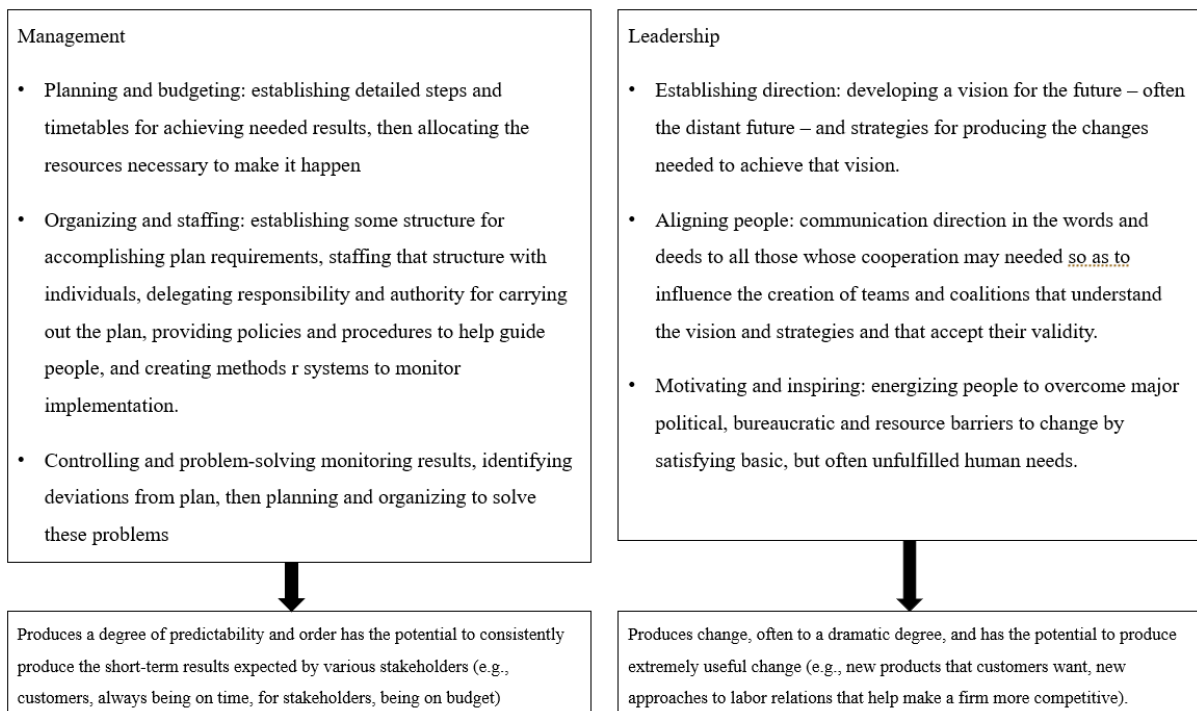 Management
• Planning and budgeting: establishing detailed steps and
timetables for achieving needed results, then allocating the
resources necessary to make it happen
• Organizing and staffing: establishing some structure for
accomplishing plan requirements, staffing that structure with
individuals, delegating responsibility and authority for carrying
out the plan, providing policies and procedures to help guide
people, and creating methods r systems to monitor
implementation.
• Controlling and problem-solving monitoring results, identifying
deviations from plan, then planning and organizing to solve
these problems
Produces a degree of predictability and order has the potential to consistently
produce the short-term results expected by various stakeholders (e.g.,
customers, always being on time, for stakeholders, being on budget)
Leadership
• Establishing direction: developing a vision for the future – often
the distant future – and strategies for producing the changes
needed to achieve that vision.
• Aligning people: communication direction in the words and
deeds to all those whose cooperation may needed so as to
influence the creation of teams and coalitions that understand
the vision and strategies and that accept their validity.
• Motivating and inspiring: energizing people to overcome major
political, bureaucratic and resource barriers to change by
satisfying basic, but often unfulfilled human needs.
Produces change, often to a dramatic degree, and has the potential to produce
extremely useful change (e.g., new products that customers want, new
approaches to labor relations that help make a firm more competitive).